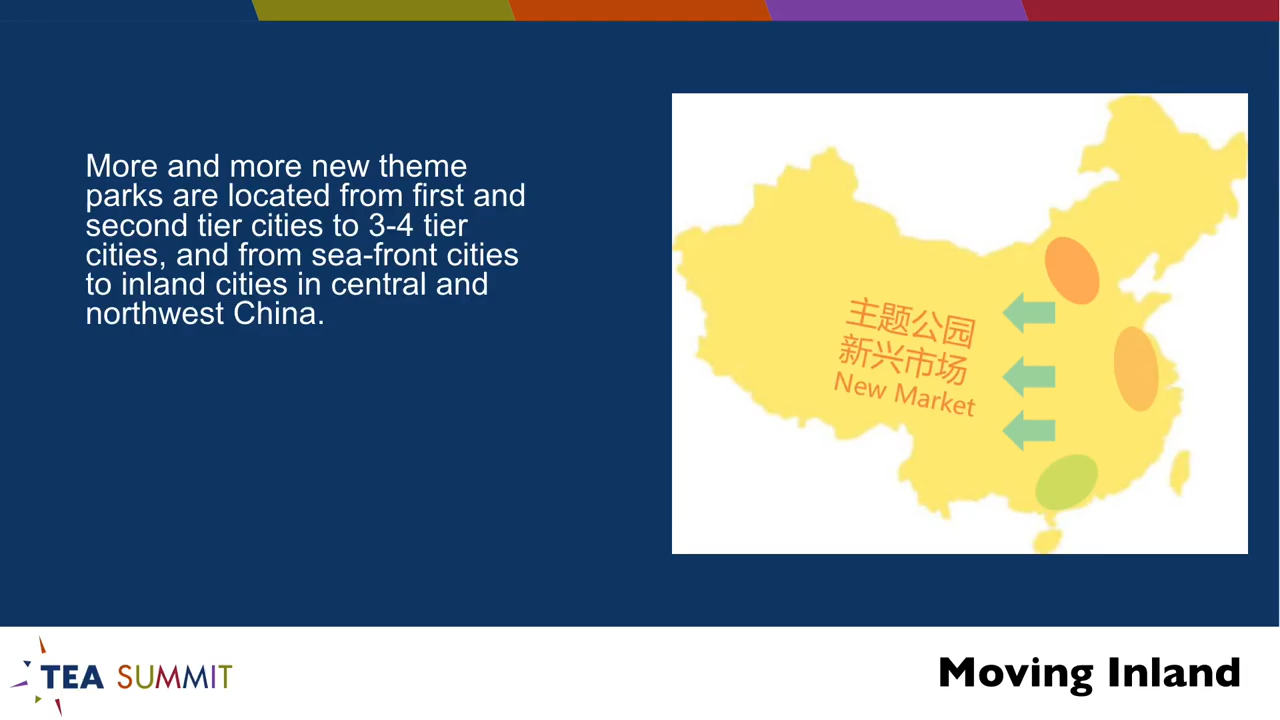 More and more new theme
parks are located from first and
second tier cities to 3-4 tier
cities, and from sea-front cities
to inland cities in central and
northwest China.
主题公园
新兴市场
New Market
TEA SUMMIT
Moving Inland